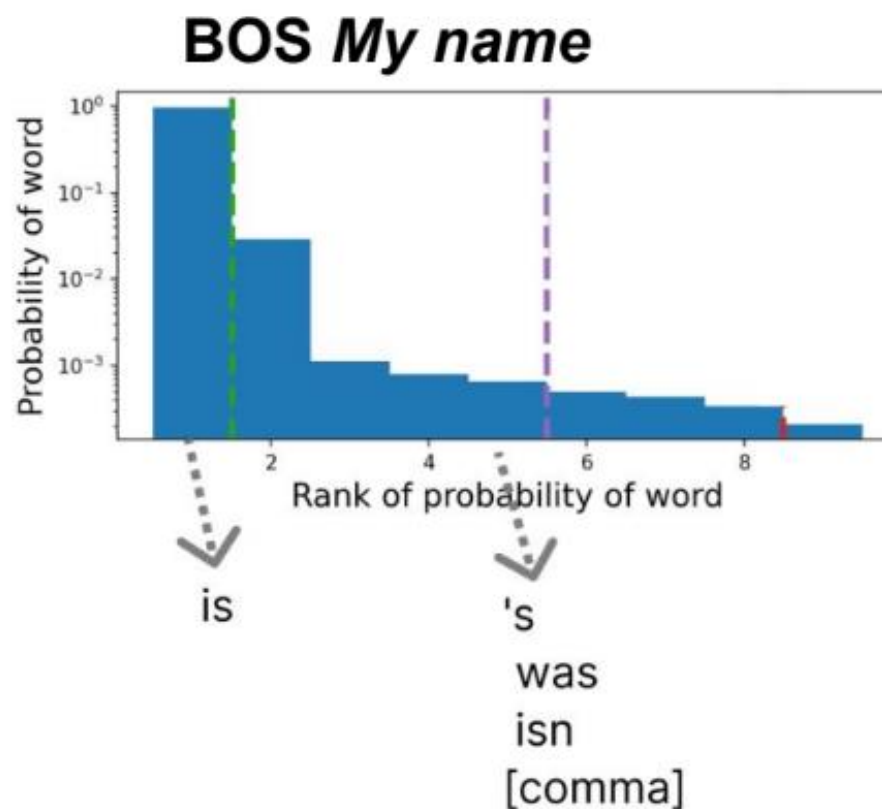 BOS My name
Probability of word
10⁰
10⁻¹
10⁻²
10⁻³
2 4 6 8
Rank of probability of word
is
's
was
isn
[comma]